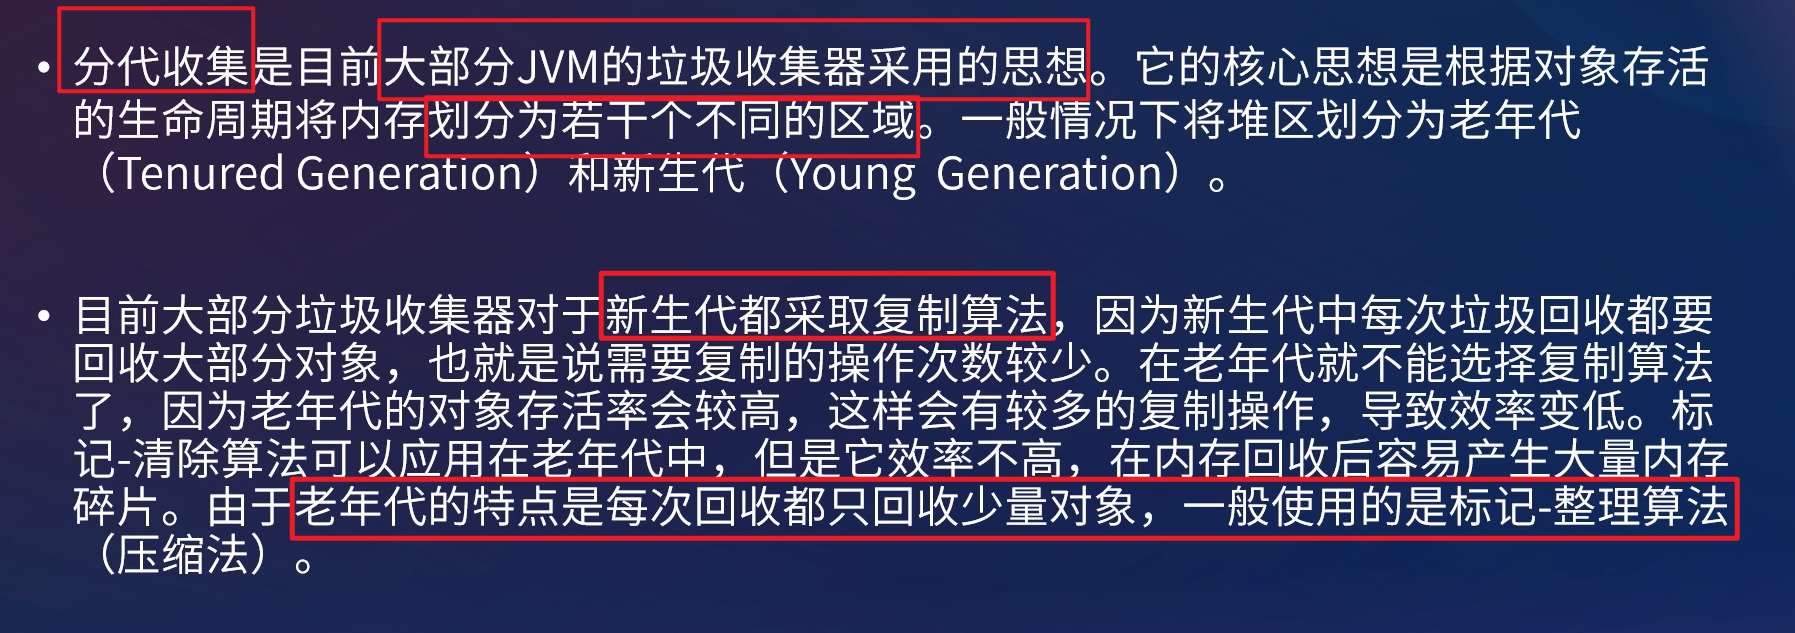 • 分代收集是目前大部分JVM的垃圾收集器采用的思想。它的核心思想是根据对象存活
的生命周期将内存划分为若干个不同的区域。一般情况下将堆区划分为老年代
（Tenured Generation）和新生代（Young  Generation）。
• 目前大部分垃圾收集器对于新生代都采取复制算法，因为新生代中每次垃圾回收都要
回收大部分对象，也就是说需要复制的操作次数较少。在老年代就不能选择复制算法
了，因为老年代的对象存活率会较高，这样会有较多的复制操作，导致效率变低。标
记-清除算法可以应用在老年代中，但是它效率不高，在内存回收后容易产生大量内存
碎片。由于老年代的特点是每次回收都只回收少量对象，一般使用的是标记-整理算法
（压缩法）。